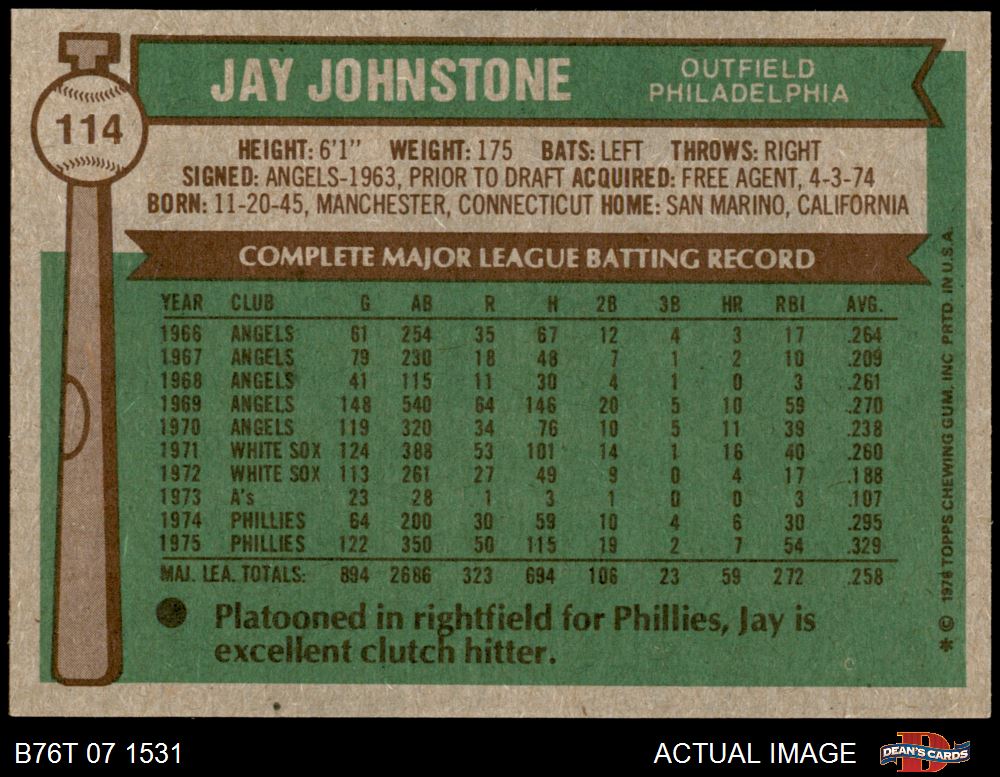 JAY JOHNSTONE
OUTFIELD
PHILADELPHIA
114
HEIGHT: 6'1" WEIGHT: 175 BATS: LEFT THROWS: RIGHT
SIGNED: ANGELS-1963, PRIOR TO DRAFT ACQUIRED: FREE AGENT, 4-3-74
BORN: 11-20-45, MANCHESTER, CONNECTICUT HOME: SAN MARINO, CALIFORNIA
COMPLETE MAJOR LEAGUE BATTING RECORD
YEAR CLUB G AB R H 2B 3B HR RBI AVG.
1966 ANGELS 61 254 35 67 12 4 3 17 .264
1967 ANGELS 79 230 18 48 7 1 2 10 .209
1968 ANGELS 41 115 11 30 4 1 0 3 .261
1969 ANGELS 148 540 64 146 20 5 10 59 .270
1970 ANGELS 119 320 34 76 10 5 11 39 .238
1971 WHITE SOX 124 388 53 101 14 1 16 40 .260
1972 WHITE SOX 113 261 27 49 9 0 4 17 .188
1973 A's 23 28 1 3 1 0 0 3 .107
1974 PHILLIES 64 200 30 59 10 4 6 30 .295
1975 PHILLIES 122 350 50 115 19 2 7 54 .329
MAJ. LEA. TOTALS: 894 2686 323 694 106 23 59 272 .258
Platooned in rightfield for Phillies, Jay is
excellent clutch hitter.
* © 1976 TOPPS CHEWING GUM, INC PRTD. IN U.S.A.
B76T 07 1531
ACTUAL IMAGE
DEAN'S CARDS